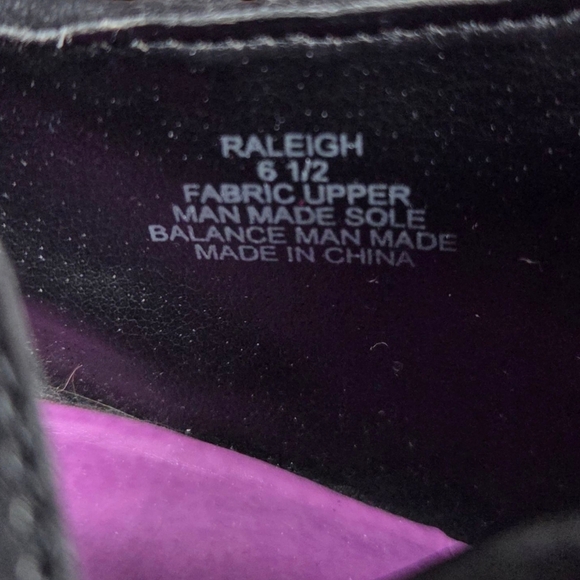 RALEIGH
6 1/2
FABRIC UPPER
MAN MADE SOLE
BALANCE MAN MADE
MADE IN CHINA